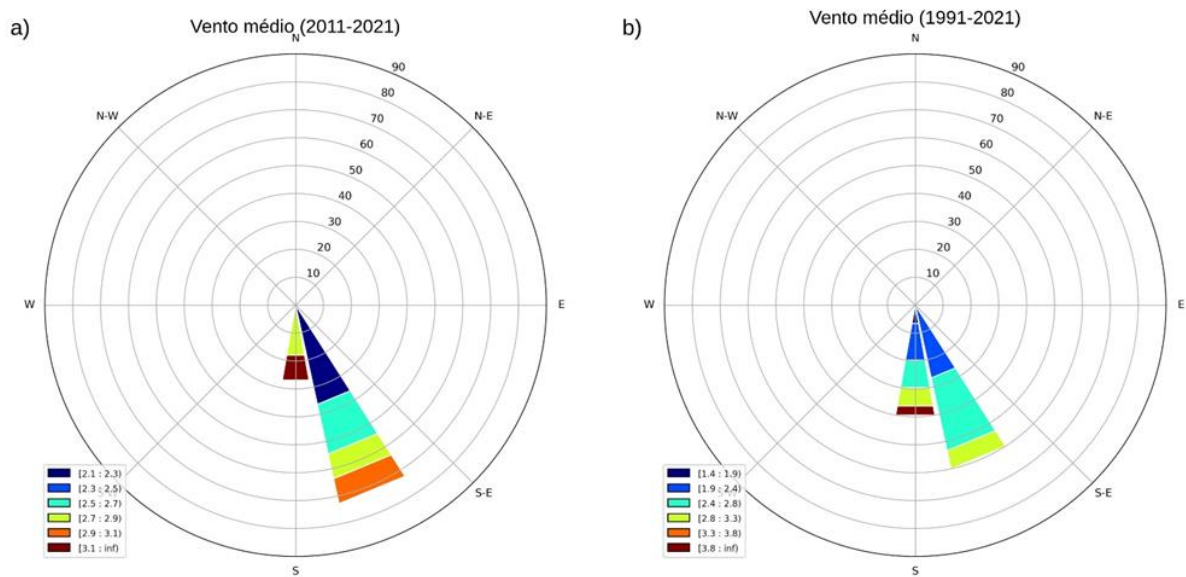 a)
Vento médio (2011-2021)
N
90
80
70
60
50
40
30
20
10
N-W
N-E
W
E
S-E
S
[2.1 : 2.3)
[2.3 : 2.5)
[2.5 : 2.7)
[2.7 : 2.9)
[2.9 : 3.1)
[3.1 : inf)
b)
Vento médio (1991-2021)
N
90
80
70
60
50
40
30
20
10
N-W
N-E
W
E
S-E
S
[1.4 : 1.9)
[1.9 : 2.4)
[2.4 : 2.8)
[2.8 : 3.3)
[3.3 : 3.8)
[3.8 : inf)